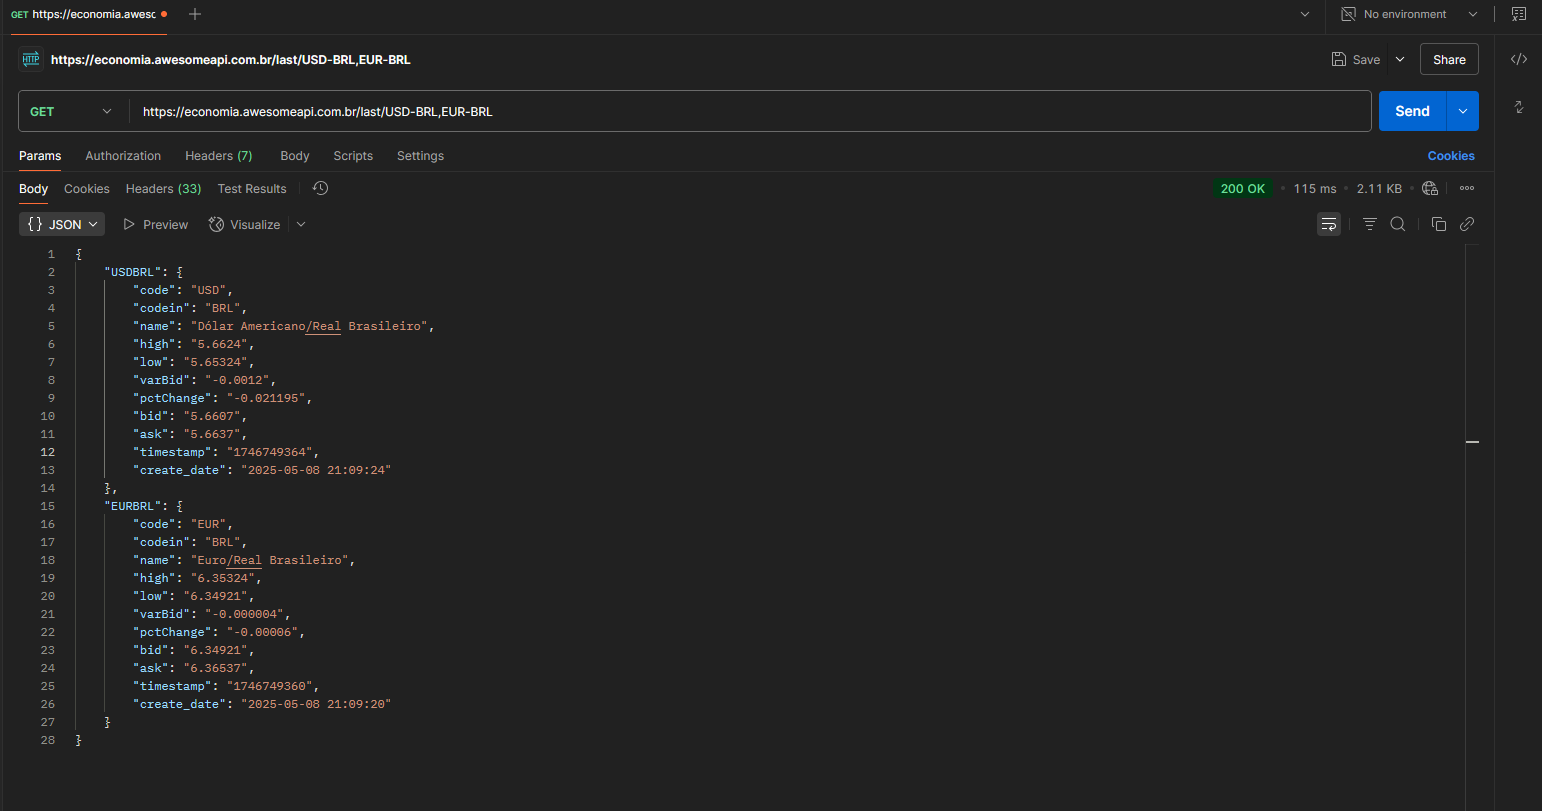 GET https://economia.awesc
No environment
HTTP https://economia.awesomeapi.com.br/last/USD-BRL,EUR-BRL
Save
Share
GET
https://economia.awesomeapi.com.br/last/USD-BRL,EUR-BRL
Send
Params Authorization Headers (7) Body Scripts Settings
Cookies
Body Cookies Headers (33) Test Results
200 OK • 115 ms • 2.11 KB •
{} JSON Preview Visualize
1 {
2 "USDBRL": {
3 "code": "USD",
4 "codein": "BRL",
5 "name": "Dólar Americano/Real Brasileiro",
6 "high": "5.6624",
7 "low": "5.65324",
8 "varBid": "-0.0012",
9 "pctChange": "-0.021195",
10 "bid": "5.6607",
11 "ask": "5.6637",
12 "timestamp": "1746749364",
13 "create_date": "2025-05-08 21:09:24"
14 },
15 "EURBRL": {
16 "code": "EUR",
17 "codein": "BRL",
18 "name": "Euro/Real Brasileiro",
19 "high": "6.35324",
20 "low": "6.34921",
21 "varBid": "-0.000004",
22 "pctChange": "-0.00006",
23 "bid": "6.34921",
24 "ask": "6.36537",
25 "timestamp": "1746749360",
26 "create_date": "2025-05-08 21:09:20"
27 }
28 }